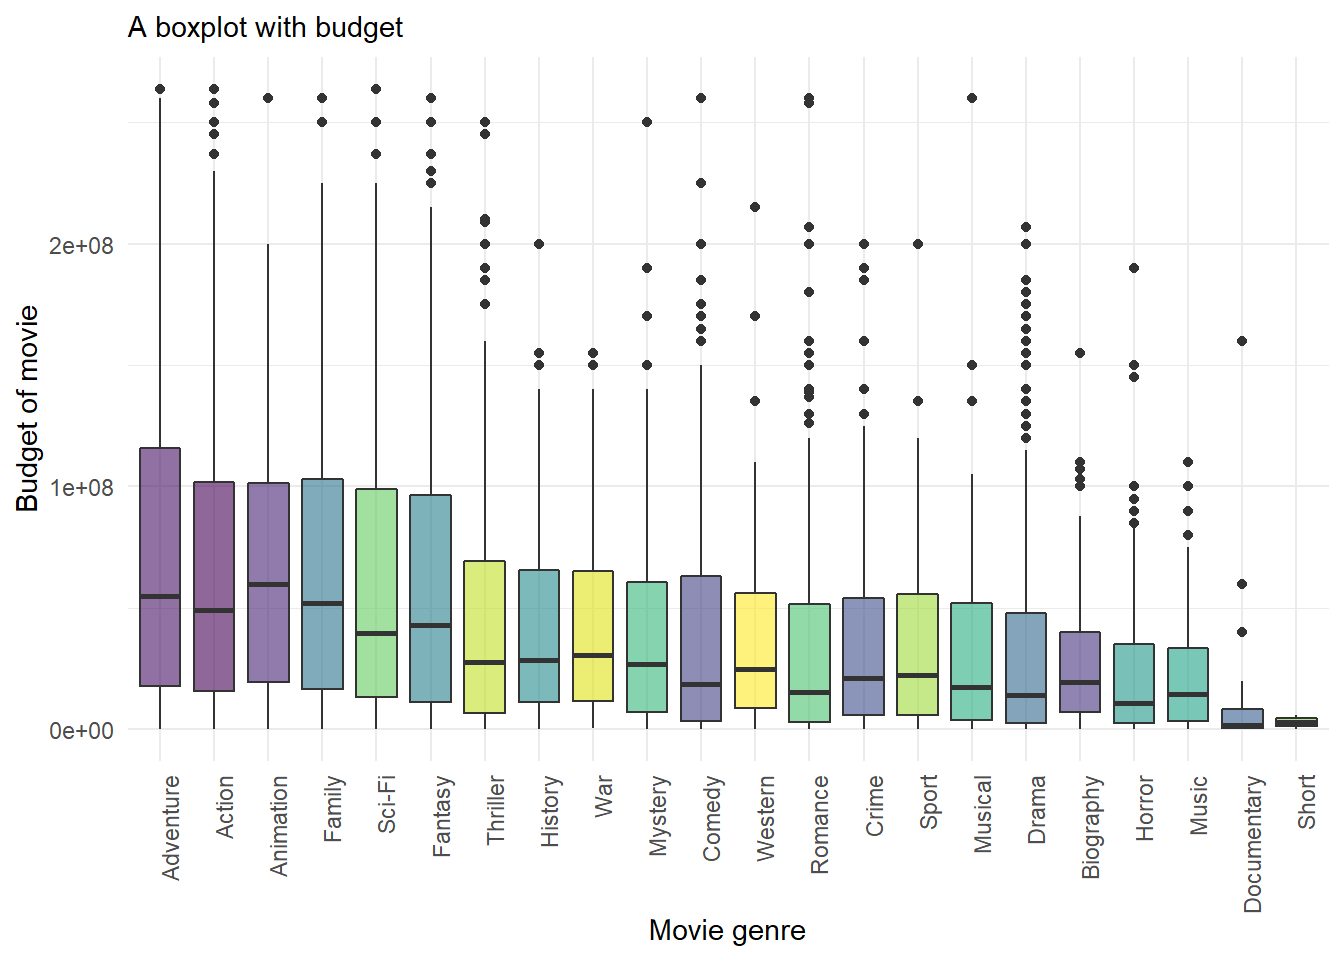 A boxplot with budget
Budget of movie
2e+08
1e+08
0e+00
Adventure
Action
Animation
Family
Sci-Fi
Fantasy
Thriller
History
War
Mystery
Comedy
Western
Romance
Crime
Sport
Musical
Drama
Biography
Horror
Music
Documentary
Short
Movie genre